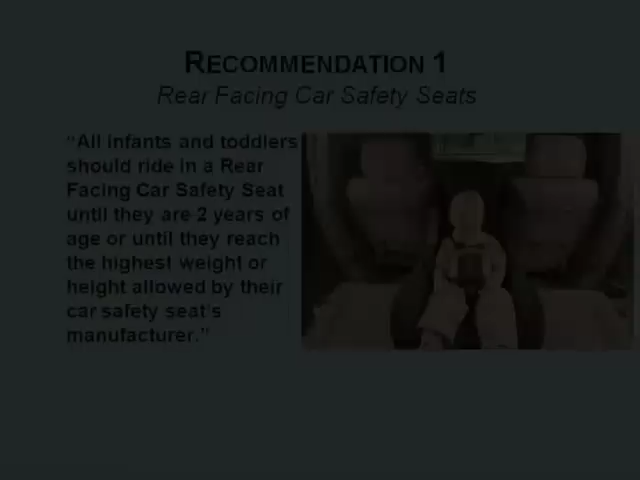 RECOMMENDATION 1
Rear Facing Car Safety Seats
"All infants and toddlers
should ride in a Rear
Facing Car Safety Seat
until they are 2 years of
age or until they reach
the highest weight or
height allowed by their
car safety seat's
manufacturer."